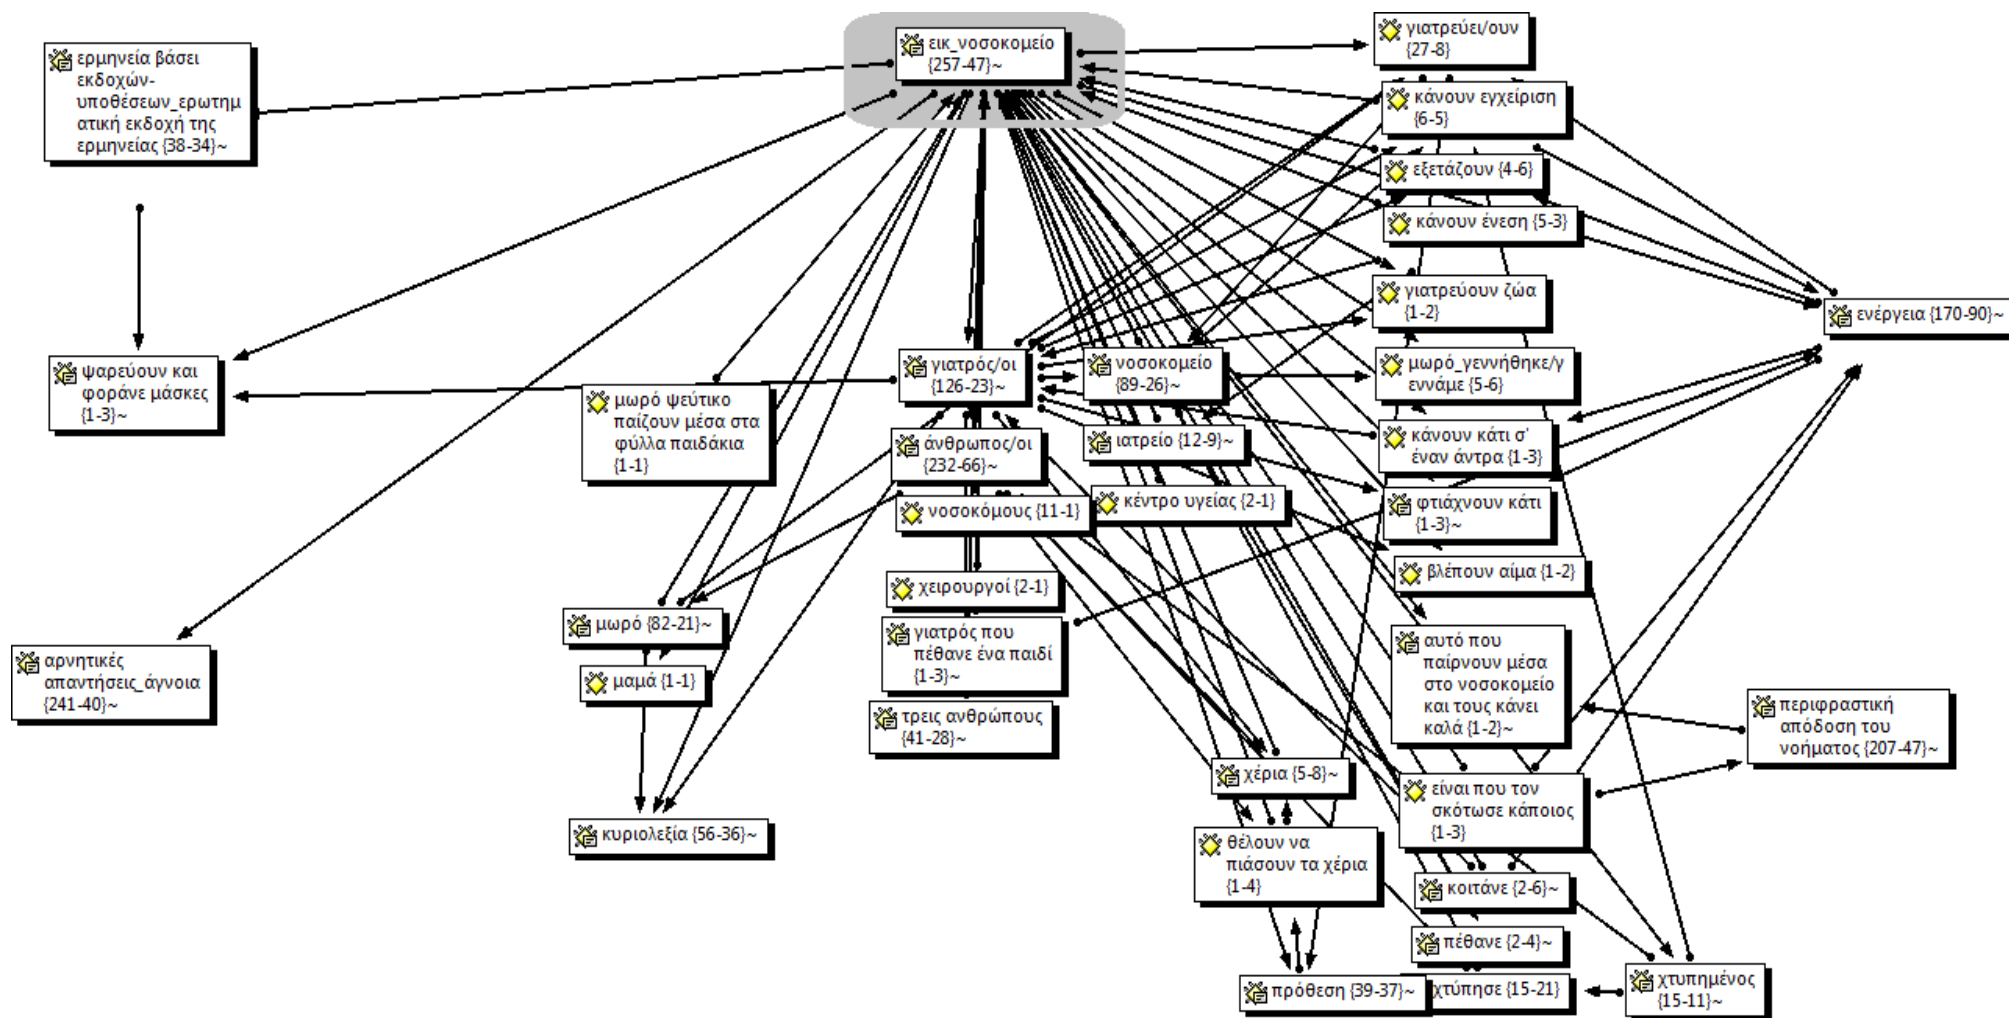 ερμηνεία βάσει
εκδοχών-
υποθέσεων_ερωτημ
ατική εκδοχή της
ερμηνείας {38-34}~
εικ_νοσοκομείο
{257-47}~
γιατρεύει/ουν
{27-8}
κάνουν εγχείριση
{6-5}
εξετάζουν {4-6}
κάνουν ένεση {5-3}
γιατρεύουν ζώα
{1-2}
ενέργεια {170-90}~
ψαρεύουν και
φοράνε μάσκες
{1-3}~
μωρό ψεύτικο
παίζουν μέσα στα
φύλλα παιδάκια
{1-1}
γιατρός/οι
{126-23}~
νοσοκομείο
{89-26}~
μωρό_γεννήθηκε/γ
εννάμε {5-6}
άνθρωπος/οι
{232-66}~
ιατρείο {12-9}~
κάνουν κάτι σ'
έναν άντρα {1-3}
νοσοκόμους {11-1}
κέντρο υγείας {2-1}
φτιάχνουν κάτι
{1-3}~
βλέπουν αίμα {1-2}
χειρουργοί {2-1}
μωρό {82-21}~
γιατρός που
πέθανε ένα παιδί
{1-3}~
αυτό που
παίρνουν μέσα
στο νοσοκομείο
και τους κάνει
καλά {1-2}~
αρνητικές
απαντήσεις_άγνοια
{241-40}~
μαμά {1-1}
τρεις ανθρώπους
{41-28}~
περιφραστική
απόδοση του
νοήματος {207-47}~
χέρια {5-8}~
είναι που τον
σκότωσε κάποιος
{1-3}
κυριολεξία {56-36}~
θέλουν να
πιάσουν τα χέρια
{1-4}
κοιτάνε {2-6}~
πέθανε {2-4}~
πρόθεση {39-37}~
χτύπησε {15-21}
χτυπημένος
{15-11}~